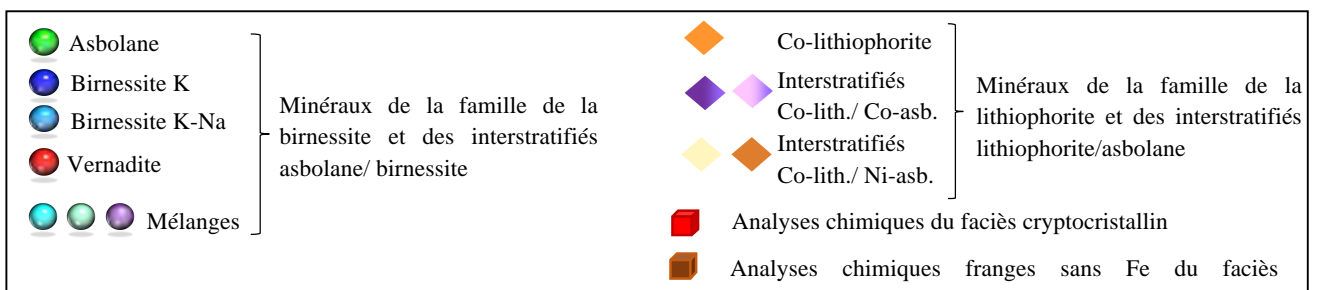 Asbolane
Birnessite K
Birnessite K-Na
Vernadite
Mélanges
Minéraux de la famille de la
birnessite et des interstratifiés
asbolane/ birnessite
Co-lithiophorite
Interstratifiés
Co-lith./ Co-asb.
Interstratifiés
Co-lith./ Ni-asb.
Minéraux de la famille de la
lithiophorite et des interstratifiés
lithiophorite/asbolane
Analyses chimiques du faciès cryptocristallin
Analyses chimiques franges sans Fe du faciès